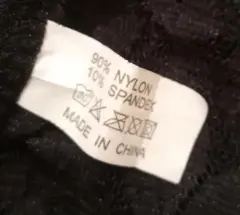 90% NYLON
10% SPANDEX
MADE IN CHINA